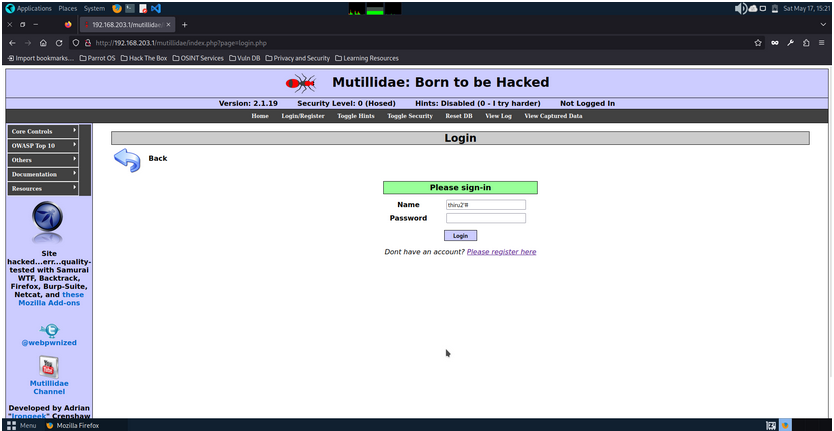 Applications Places System
Sat May 17, 15:21
192.168.203.1/mutillidae/
http://192.168.203.1/mutillidae/index.php?page=login.php
Import bookmarks... Parrot OS Hack The Box OSINT Services Vuln DB Privacy and Security Learning Resources
Mutillidae: Born to be Hacked
Version: 2.1.19 Security Level: 0 (Hosed) Hints: Disabled (0 - I try harder) Not Logged In
Home Login/Register Toggle Hints Toggle Security Reset DB View Log View Captured Data
Core Controls
OWASP Top 10
Others
Documentation
Resources
Site
hacked...err...quality-
tested with Samurai
WTF, Backtrack,
Firefox, Burp-Suite,
Netcat, and these
Mozilla Add-ons
@webpwnized
You
Tube
Mutillidae
Channel
Developed by Adrian
"Irongeek" Crenshaw
Login
Back
Please sign-in
Name thiru2'#
Password
Login
Dont have an account? Please register here
Menu Mozilla Firefox